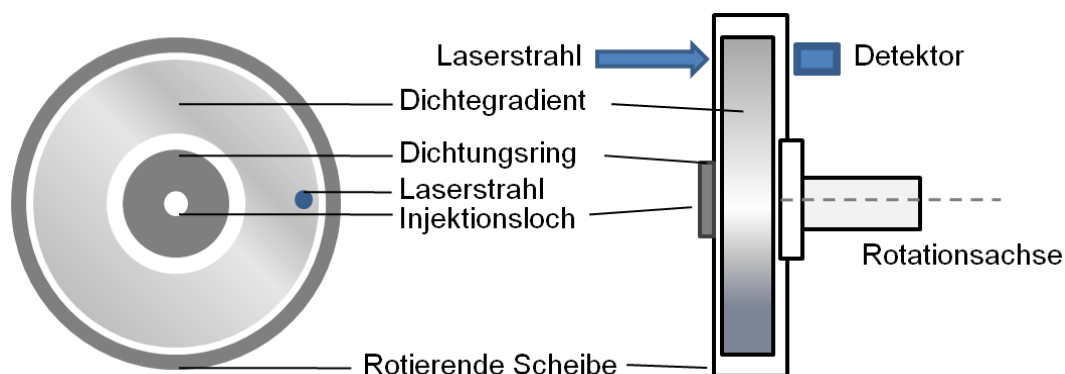 Laserstrahl
Detektor
Dichtegradient
Dichtungsring
Laserstrahl
Injektionsloch
Rotationsachse
Rotierende Scheibe